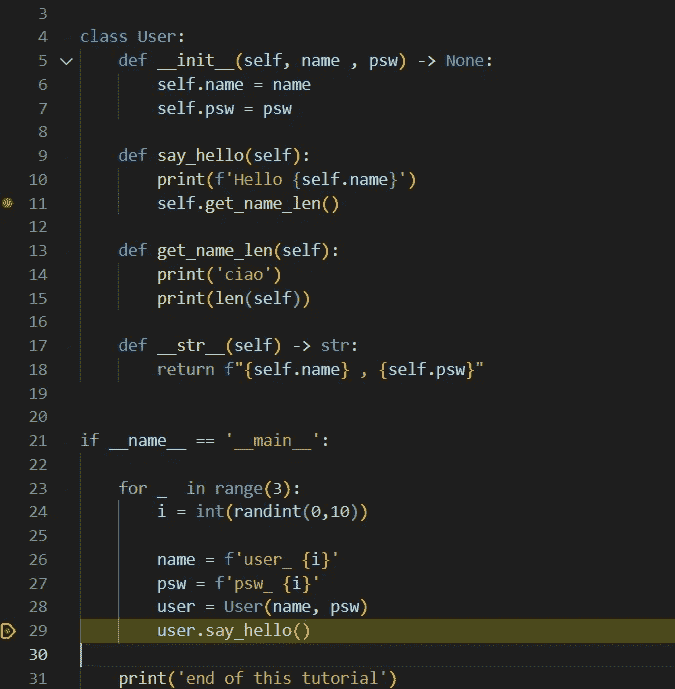 3
4 class User:
5     def __init__(self, name , psw) -> None:
6         self.name = name
7         self.psw = psw
8
9     def say_hello(self):
10         print(f'Hello {self.name}')
11         self.get_name_len()
12
13     def get_name_len(self):
14         print('ciao')
15         print(len(self))
16
17     def __str__(self) -> str:
18         return f"{self.name} , {self.psw}"
19
20
21 if __name__ == '__main__':
22
23     for _  in range(3):
24         i = int(randint(0,10))
25
26         name = f'user_ {i}'
27         psw = f'psw_ {i}'
28         user = User(name, psw)
29         user.say_hello()
30
31     print('end of this tutorial')